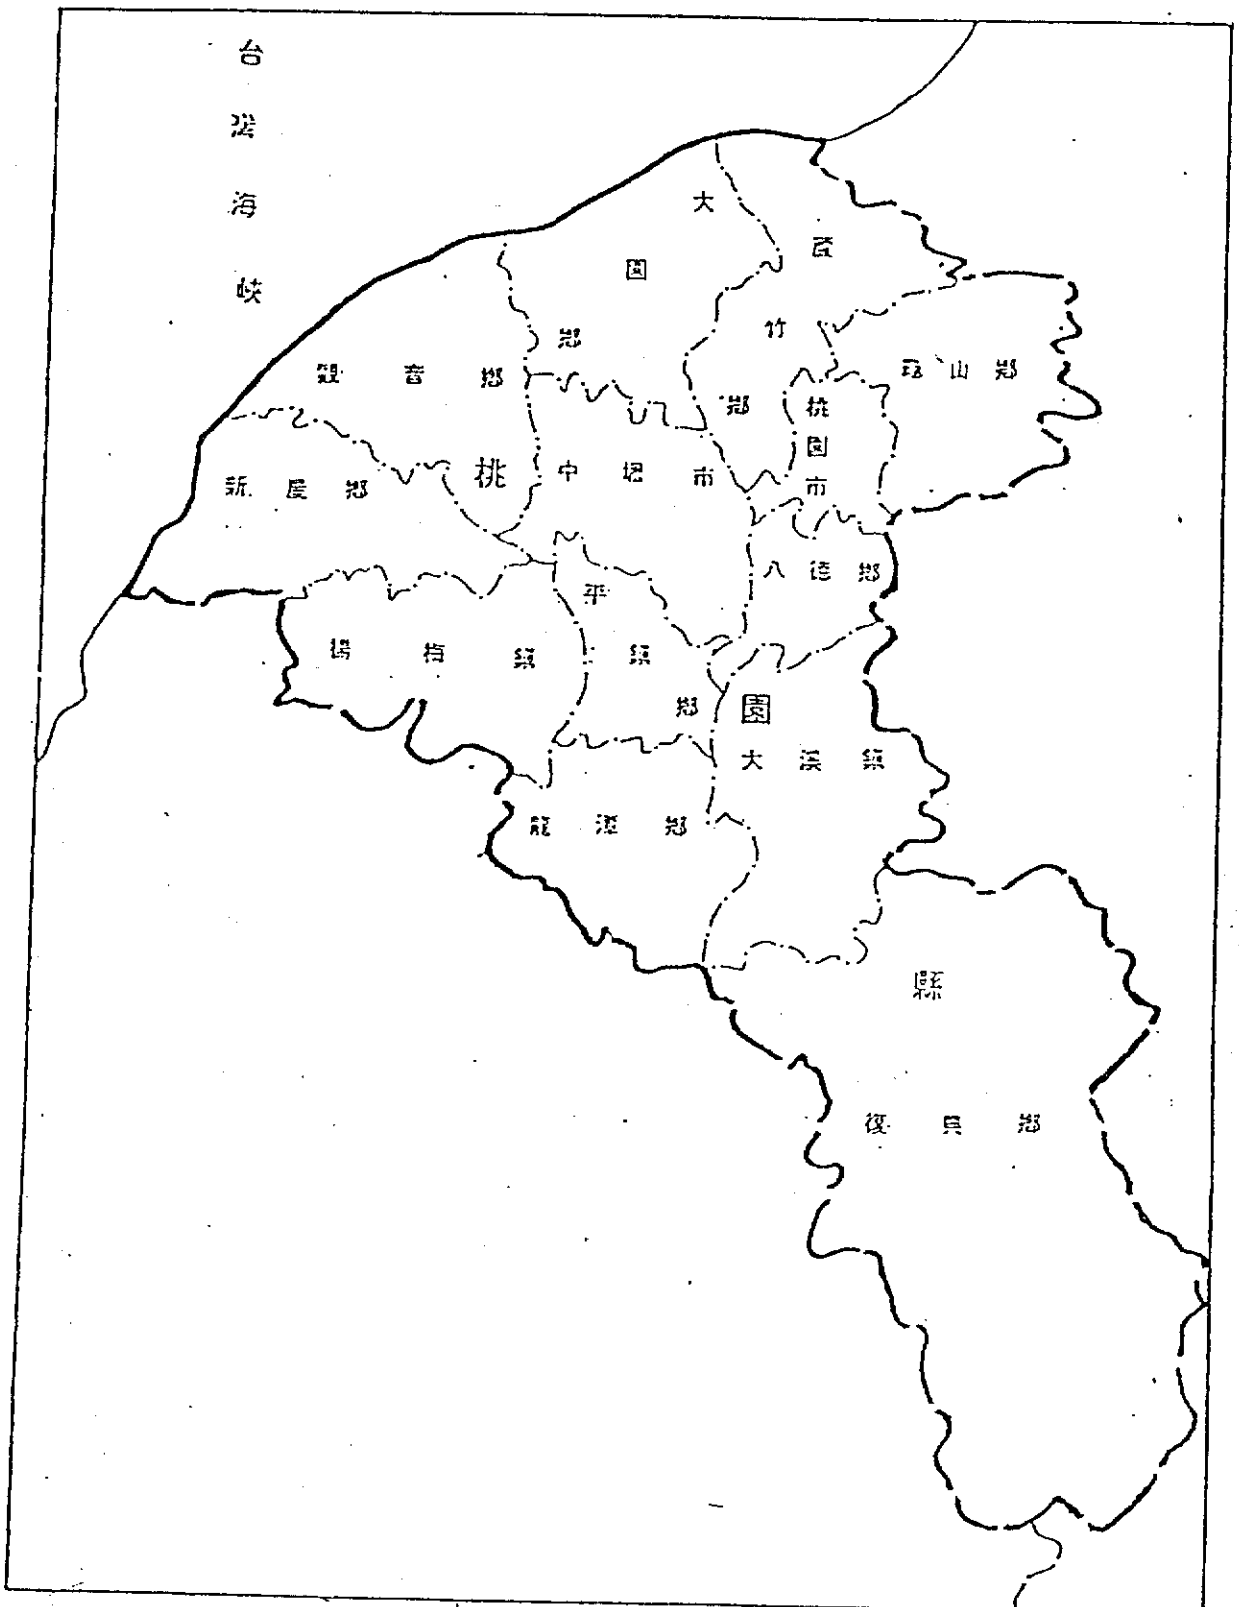 台灣海峽
大園鄉
蘆竹鄉
龜山鄉
觀音鄉
桃園市
新屋鄉
中壢市
八德鄉
平鎮鄉
楊梅鎮
大溪鎮
龍潭鄉
復興鄉
桃園縣